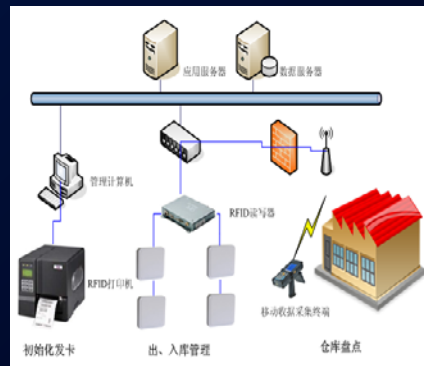 应用服务器
数据服务器
管理计算机
RFID读写器
RFID打印机
移动数据采集终端
初始化发卡
出、入库管理
仓库盘点